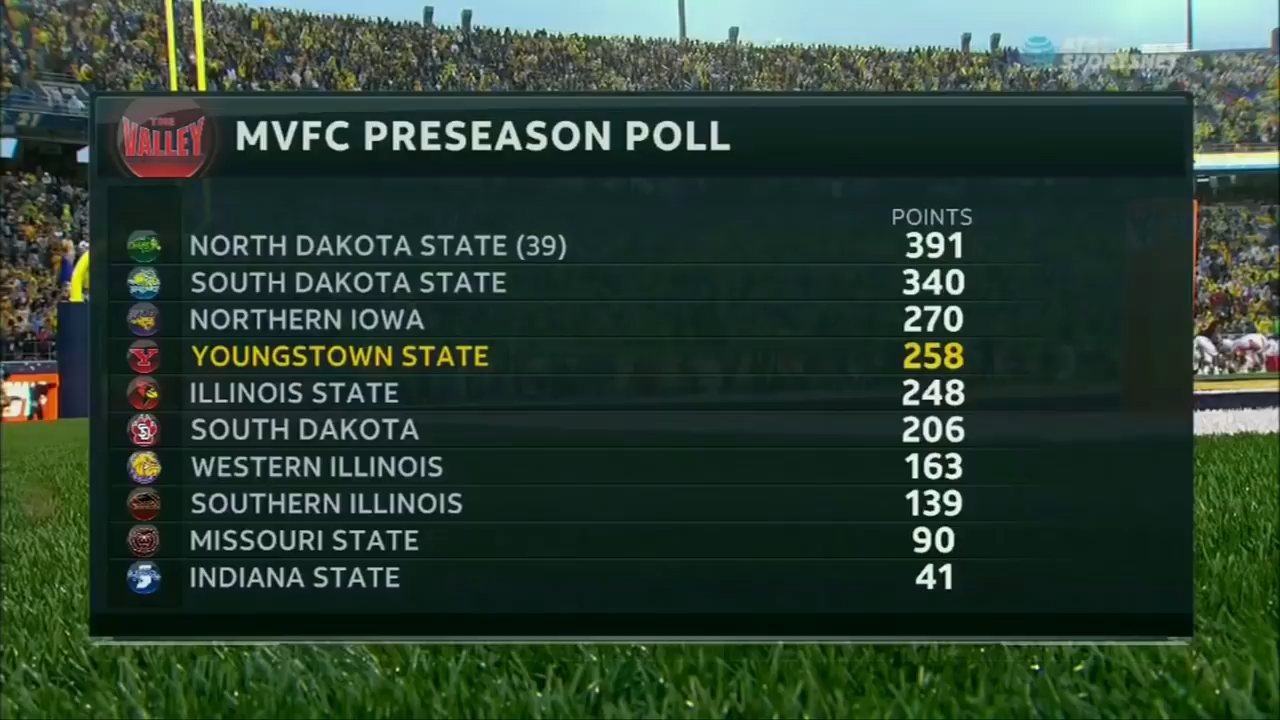 AT&T
SPORTSNET
THE
VALLEY
MVFC PRESEASON POLL
POINTS
NORTH DAKOTA STATE (39) 391
SOUTH DAKOTA STATE 340
NORTHERN IOWA 270
YOUNGSTOWN STATE 258
ILLINOIS STATE 248
SOUTH DAKOTA 206
WESTERN ILLINOIS 163
SOUTHERN ILLINOIS 139
MISSOURI STATE 90
INDIANA STATE 41